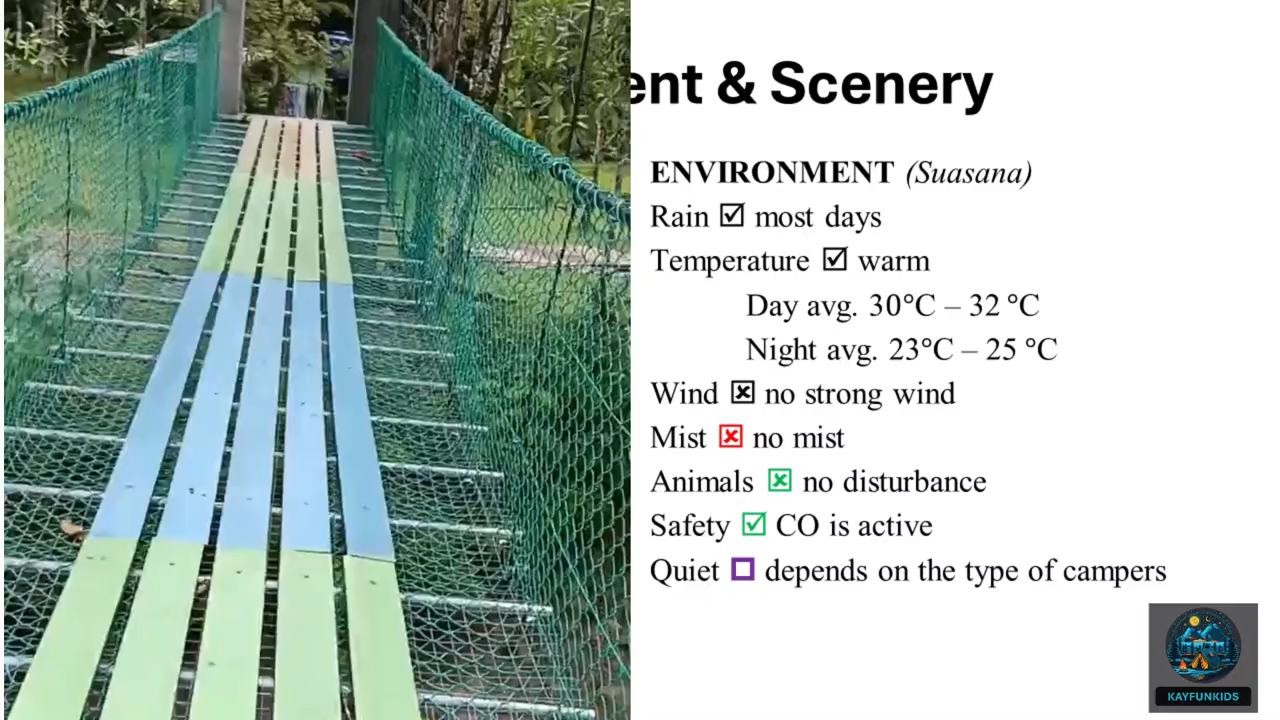 ent & Scenery
ENVIRONMENT (Suasana)
Rain ☑ most days
Temperature ☑ warm
Day avg. 30°C – 32 °C
Night avg. 23°C – 25 °C
Wind ☒ no strong wind
Mist ☒ no mist
Animals ☒ no disturbance
Safety ☑ CO is active
Quiet ☐ depends on the type of campers
KAYFUNKIDS